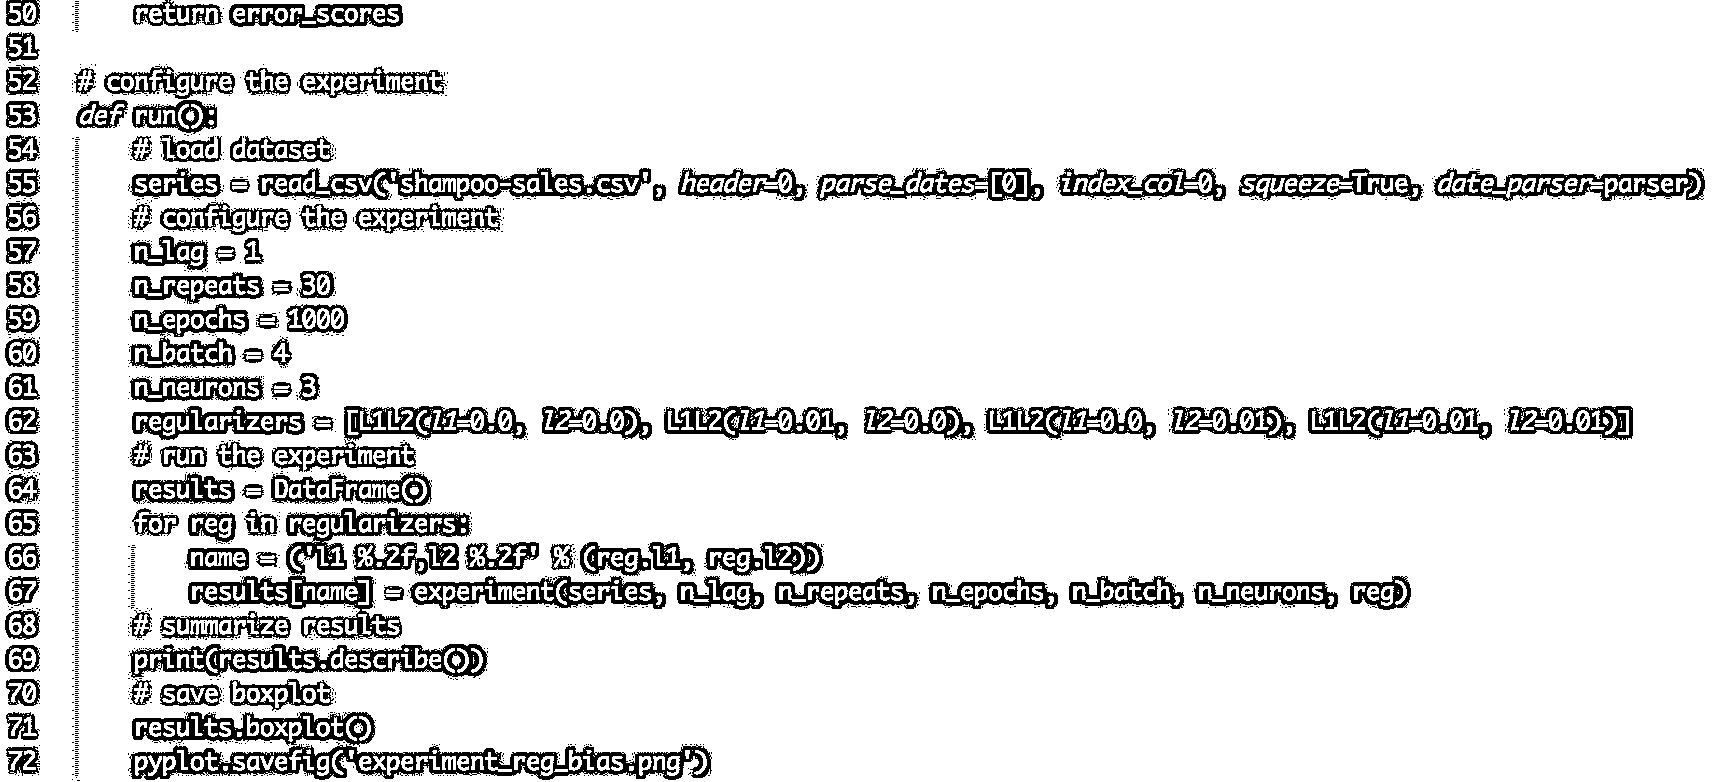 50 return error_scores
51
52 # configure the experiment
53 def run():
54 # load dataset
55 series = read_csv('shampoo-sales.csv', header=0, parse_dates=[0], index_col=0, squeeze=True, date_parser=parser)
56 # configure the experiment
57 n_lag = 1
58 n_repeats = 30
59 n_epochs = 1000
60 n_batch = 4
61 n_neurons = 3
62 regularizers = [L1L2(l1=0.0, l2=0.0), L1L2(l1=0.01, l2=0.0), L1L2(l1=0.0, l2=0.01), L1L2(l1=0.01, l2=0.01)]
63 # run the experiment
64 results = DataFrame()
65 for reg in regularizers:
66 name = ('l1 %.2f,l2 %.2f' % (reg.l1, reg.l2))
67 results[name] = experiment(series, n_lag, n_repeats, n_epochs, n_batch, n_neurons, reg)
68 # summarize results
69 print(results.describe())
70 # save boxplot
71 results.boxplot()
72 pyplot.savefig('experiment_reg_bias.png')